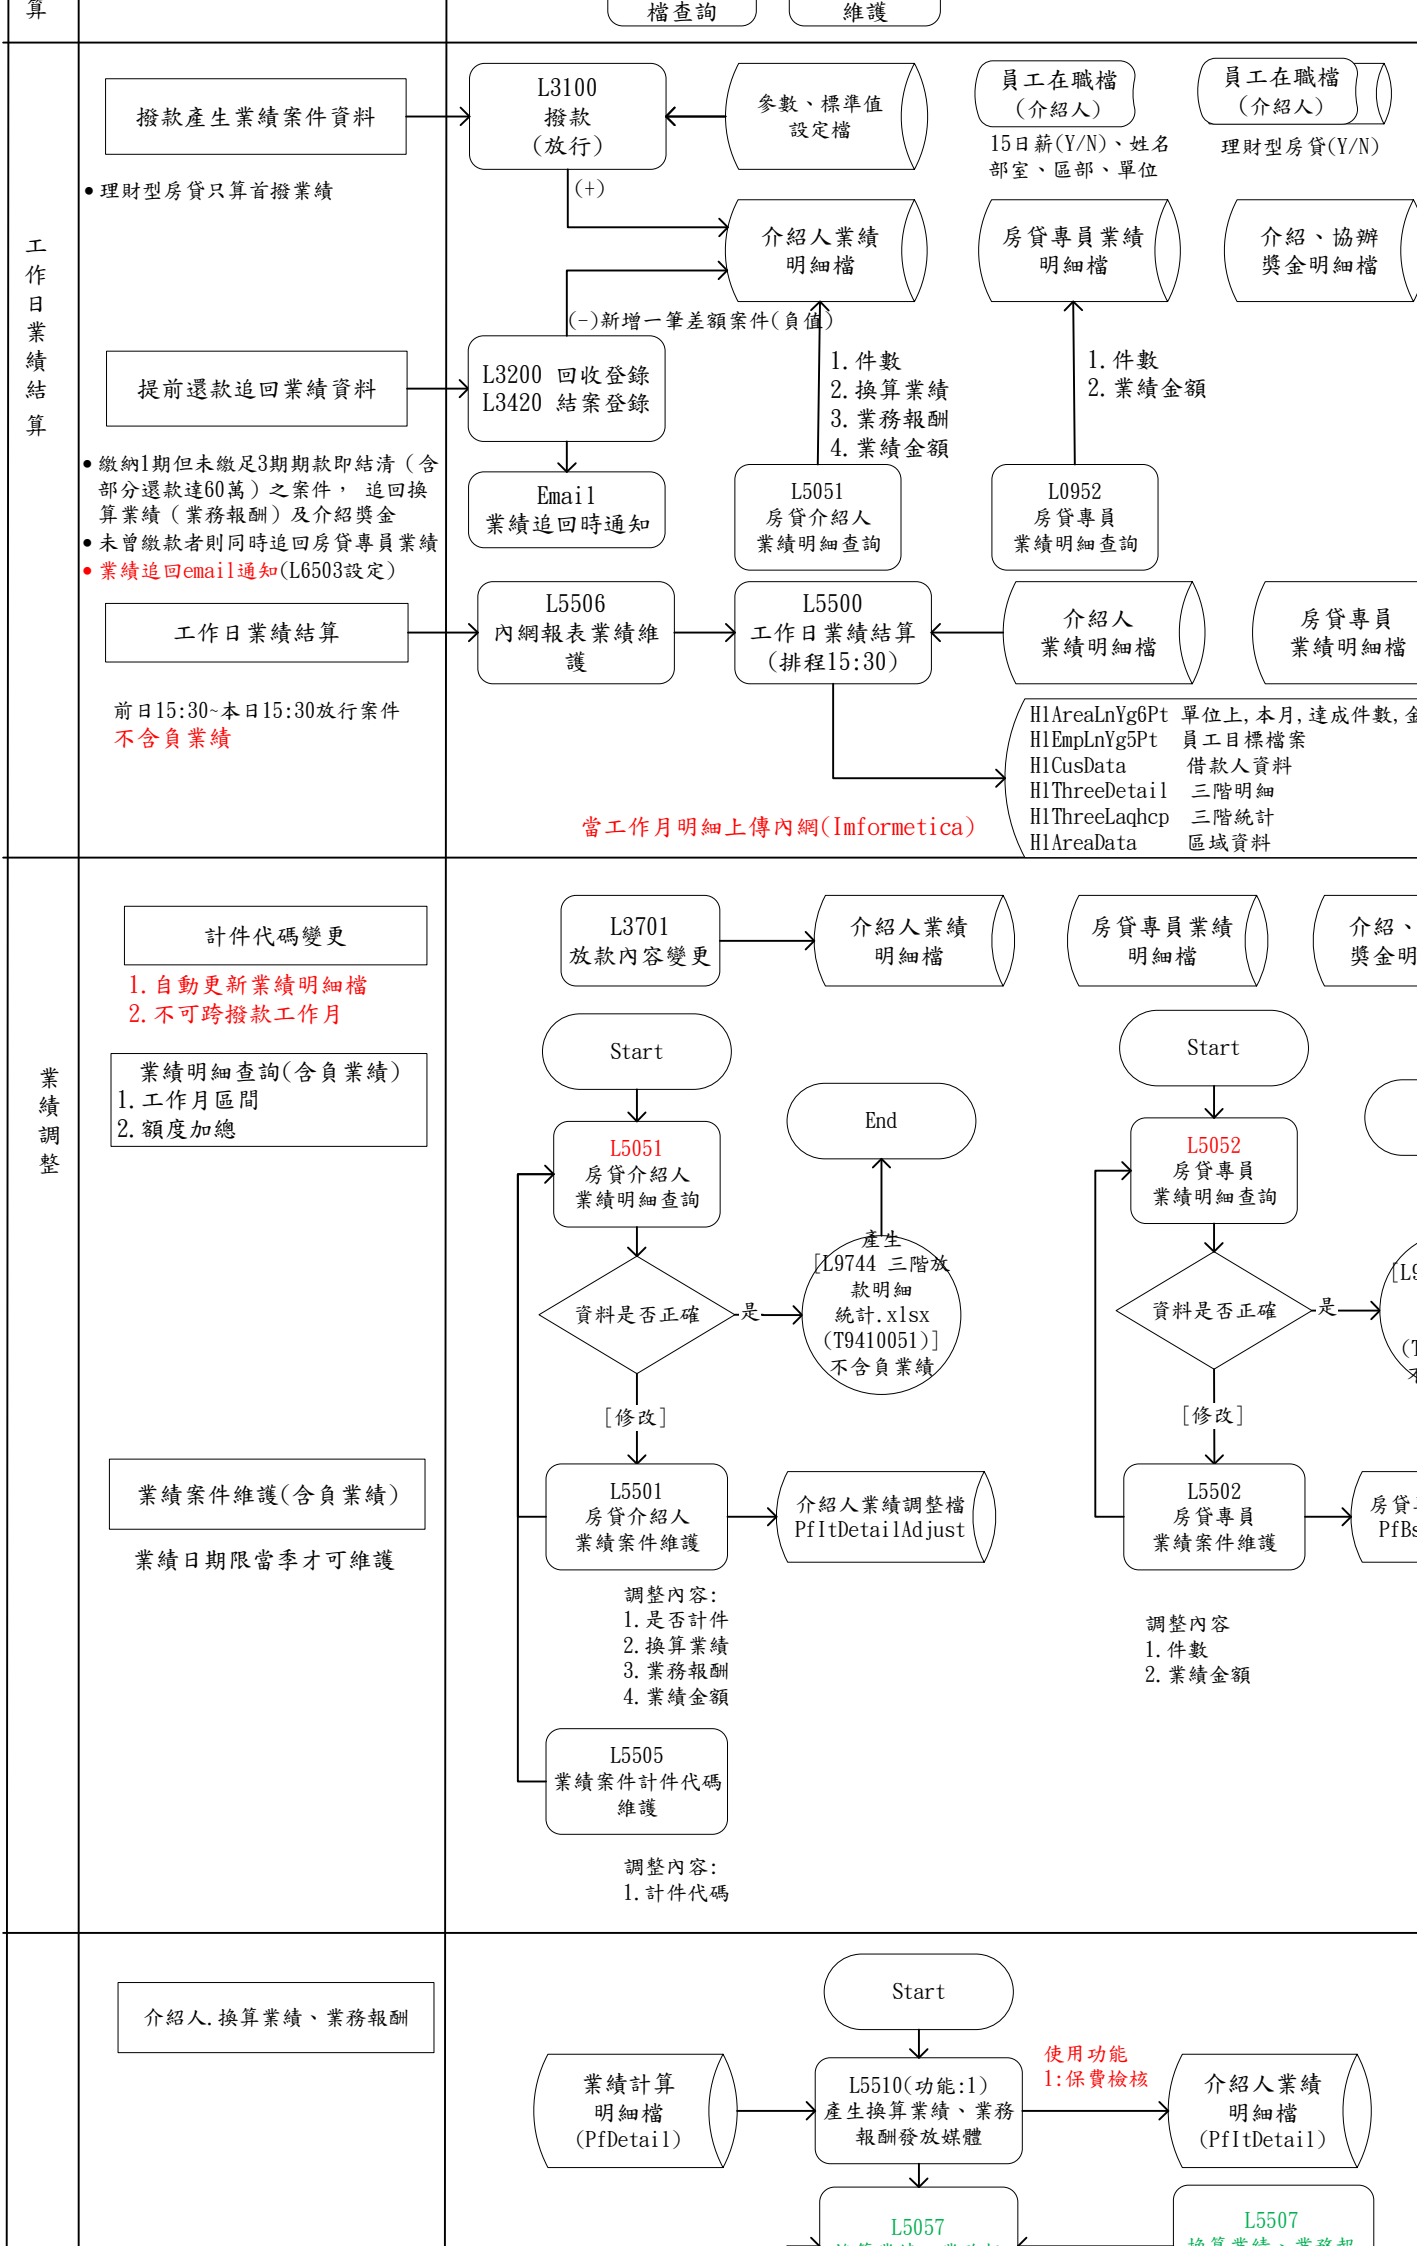 算
檔查詢
維護
工作日業績結算
撥款產生業績案件資料
L3100
撥款
(放行)
參數、標準值
設定檔
員工在職檔
(介紹人)
15日薪(Y/N)、姓名
部室、區部、單位
員工在職檔
(介紹人)
理財型房貸(Y/N)
•理財型房貸只算首撥業績
(+)
介紹人業績
明細檔
房貸專員業績
明細檔
介紹、協辦
獎金明細檔
(-)新增一筆差額案件(負值)
提前還款追回業績資料
L3200 回收登錄
L3420 結案登錄
1.件數
2.換算業績
3.業務報酬
4.業績金額
1.件數
2.業績金額
•繳納1期但未繳足3期期款即結清（含
部分還款達60萬）之案件， 追回換
算業績（業務報酬）及介紹獎金
•未曾繳款者則同時追回房貸專員業績
•業績追回email通知(L6503設定)
Email
業績追回時通知
L5051
房貸介紹人
業績明細查詢
L0952
房貸專員
業績明細查詢
工作日業績結算
L5506
內網報表業績維
護
L5500
工作日業績結算
(排程15:30)
介紹人
業績明細檔
房貸專員
業績明細檔
前日15:30~本日15:30放行案件
不含負業績
HlAreaLnYg6Pt 單位上,本月,達成件數,金
HlEmpLnYg5Pt 員工目標檔案
HlCusData 借款人資料
HlThreeDetail 三階明細
HlThreeLaqhcp 三階統計
HlAreaData 區域資料
當工作月明細上傳內網(Imformetica)
業績調整
計件代碼變更
1.自動更新業績明細檔
2.不可跨撥款工作月
L3701
放款內容變更
介紹人業績
明細檔
房貸專員業績
明細檔
介紹、
獎金明
業績明細查詢(含負業績)
1.工作月區間
2.額度加總
Start
End
L5051
房貸介紹人
業績明細查詢
資料是否正確
是
產生
[L9744 三階放
款明細
統計.xlsx
(T9410051)]
不含負業績
[修改]
Start
L5052
房貸專員
業績明細查詢
資料是否正確
是
[L9
(T
[修改]
業績案件維護(含負業績)
業績日期限當季才可維護
L5501
房貸介紹人
業績案件維護
介紹人業績調整檔
PfItDetailAdjust
L5502
房貸專員
業績案件維護
房貸
PfBs
調整內容:
1.是否計件
2.換算業績
3.業務報酬
4.業績金額
調整內容
1.件數
2.業績金額
L5505
業績案件計件代碼
維護
調整內容:
1.計件代碼
介紹人.換算業績、業務報酬
Start
業績計算
明細檔
(PfDetail)
L5510(功能:1)
產生換算業績、業務
報酬發放媒體
使用功能
1:保費檢核
介紹人業績
明細檔
(PfItDetail)
L5057
L5507